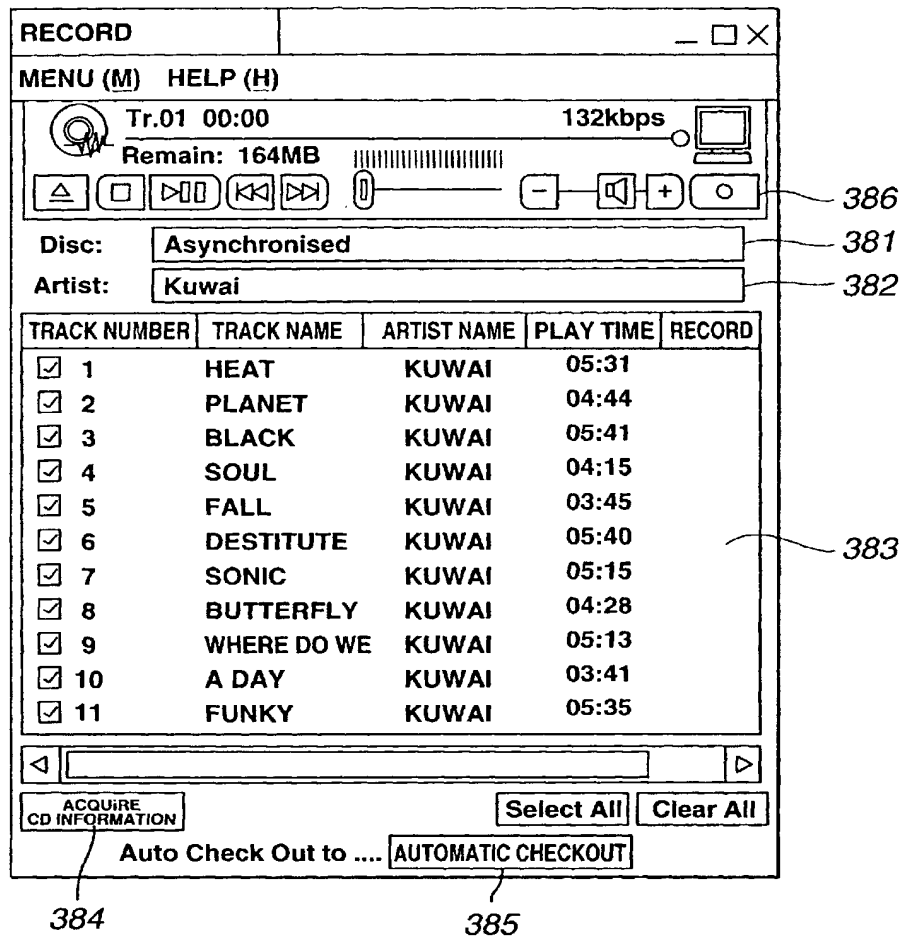 RECORD
MENU (M) HELP (H)
Tr.01 00:00 132kbps
Remain: 164MB
386
Disc: Asynchronised 381
Artist: Kuwai 382
TRACK NUMBER TRACK NAME ARTIST NAME PLAY TIME RECORD
1 HEAT KUWAI 05:31
2 PLANET KUWAI 04:44
3 BLACK KUWAI 05:41
4 SOUL KUWAI 04:15
5 FALL KUWAI 03:45
6 DESTITUTE KUWAI 05:40
383
7 SONIC KUWAI 05:15
8 BUTTERFLY KUWAI 04:28
9 WHERE DO WE KUWAI 05:13
10 A DAY KUWAI 03:41
11 FUNKY KUWAI 05:35
ACQUIRE
CD INFORMATION Select All Clear All
Auto Check Out to .... AUTOMATIC CHECKOUT
384 385